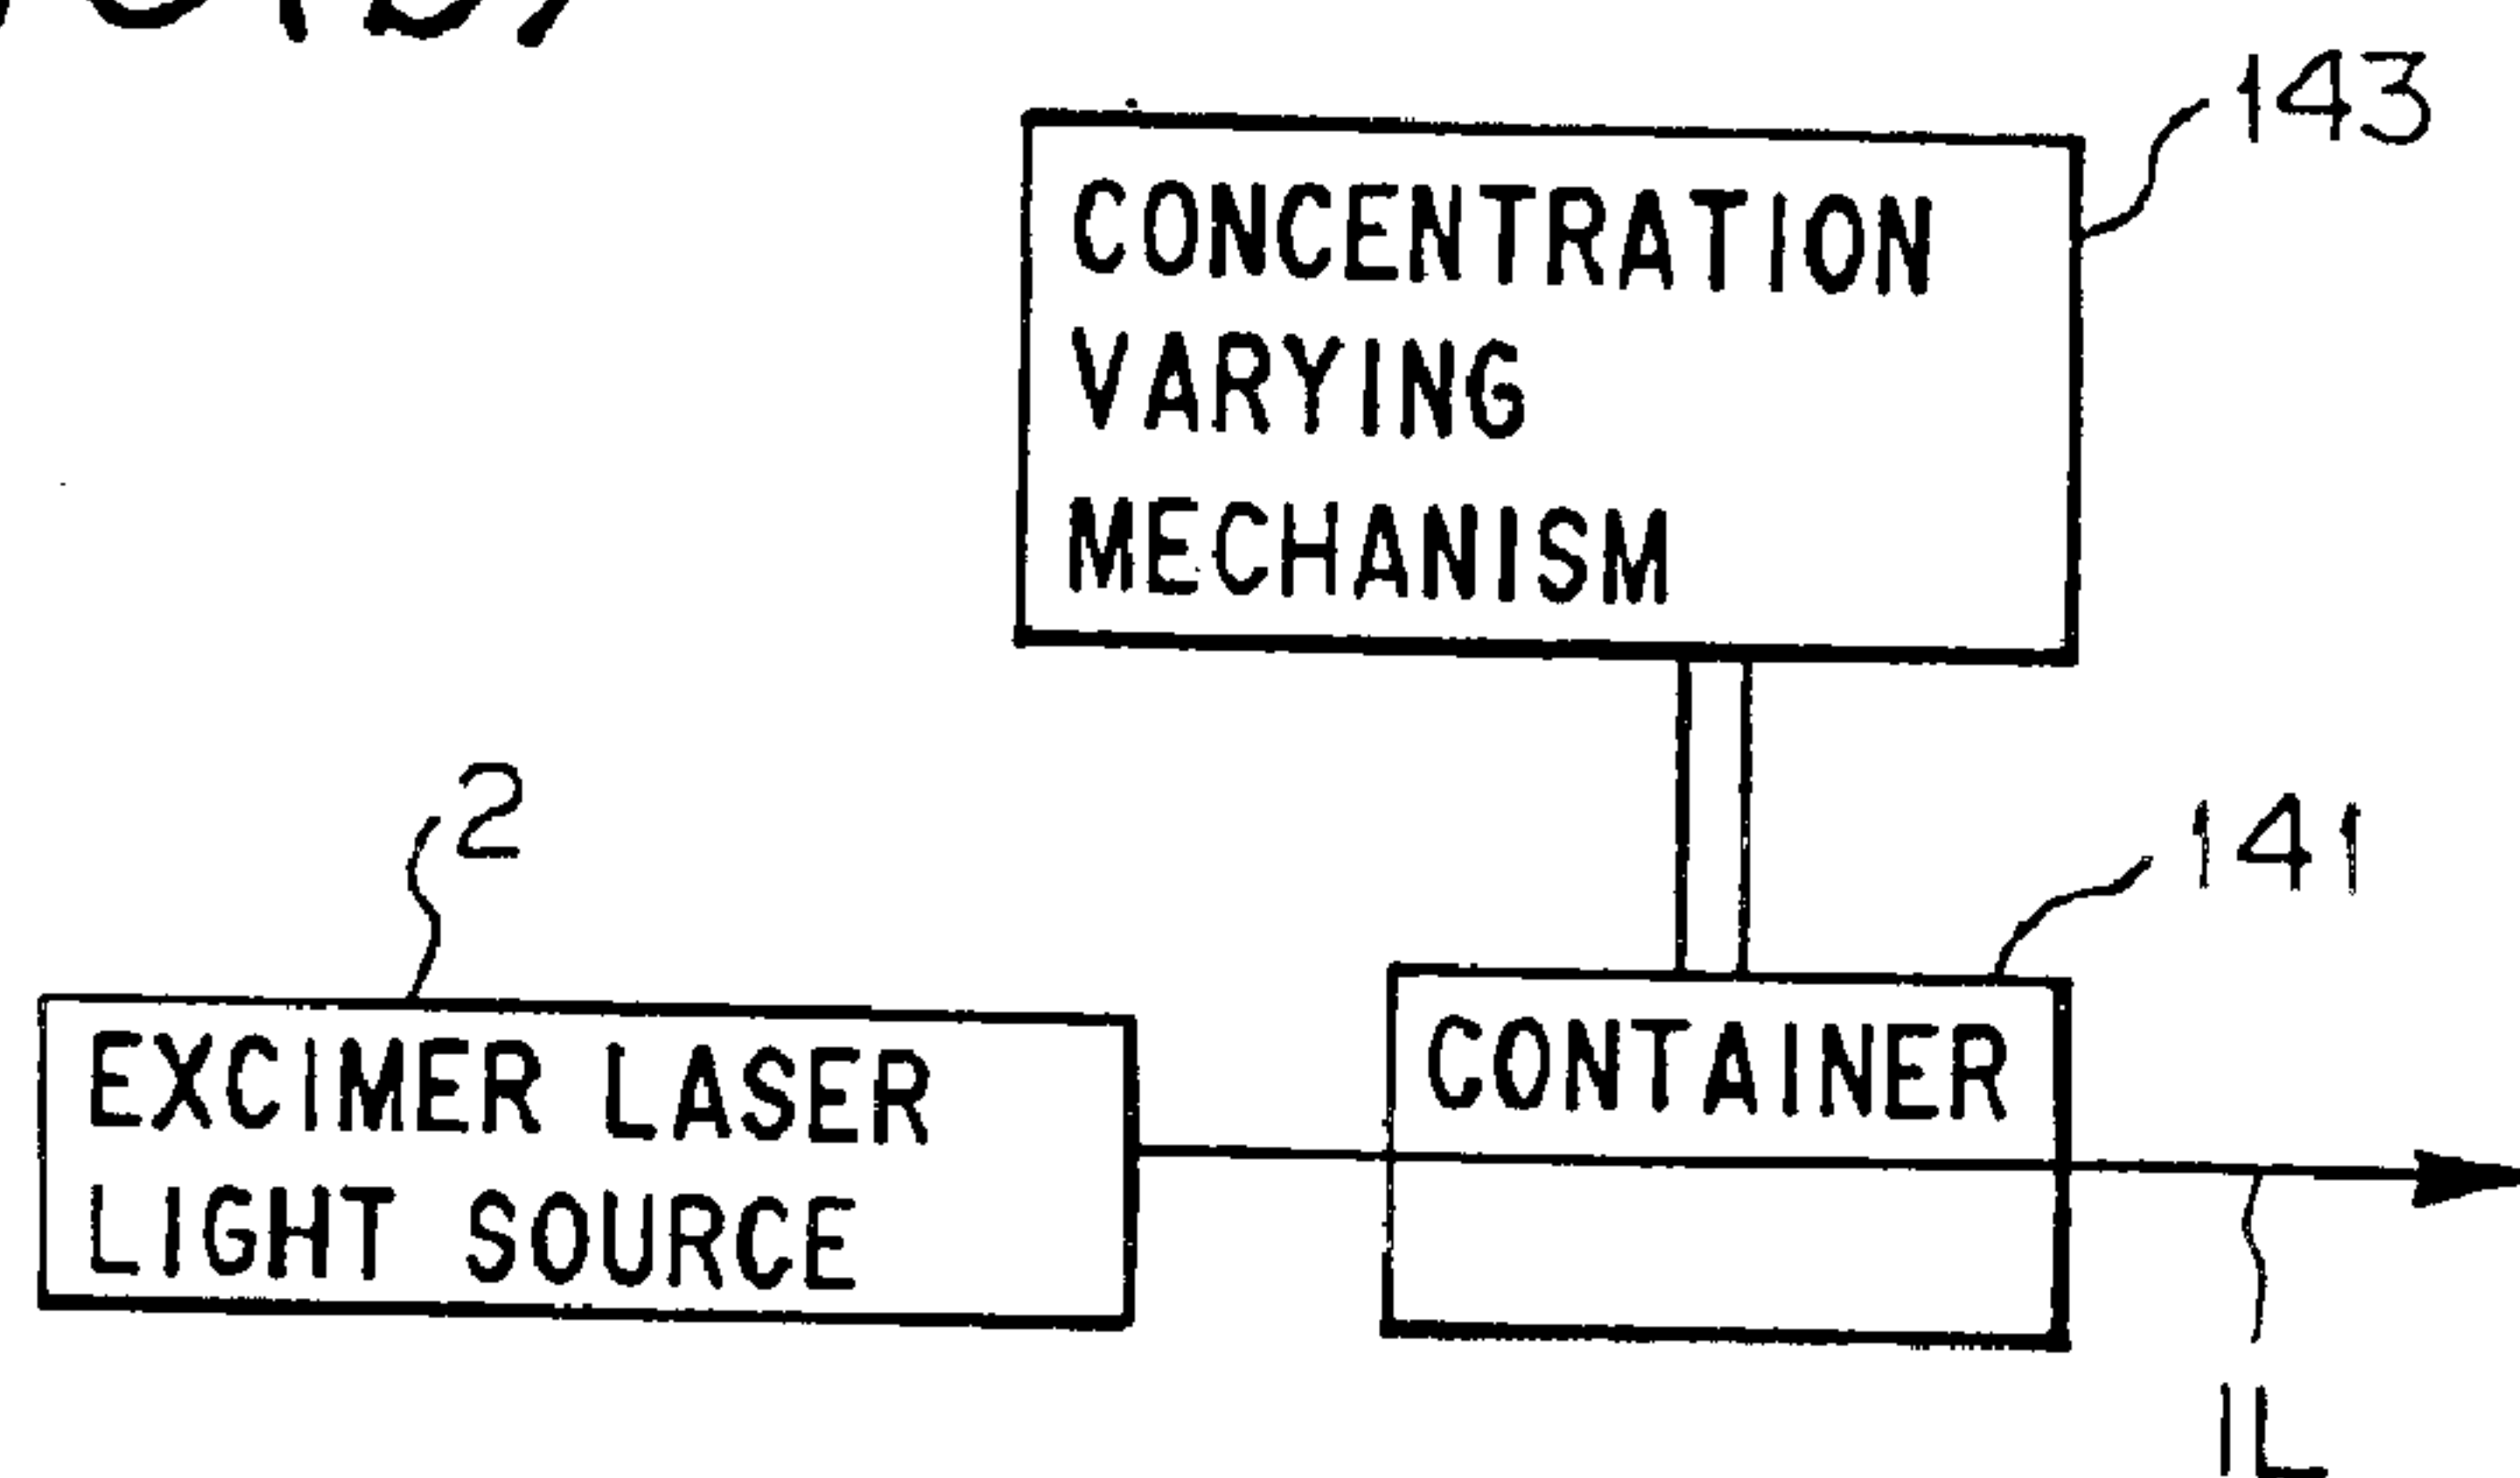 143
CONCENTRATION
VARYING
MECHANISM
2
141
EXCIMER LASER
LIGHT SOURCE
CONTAINER
IL